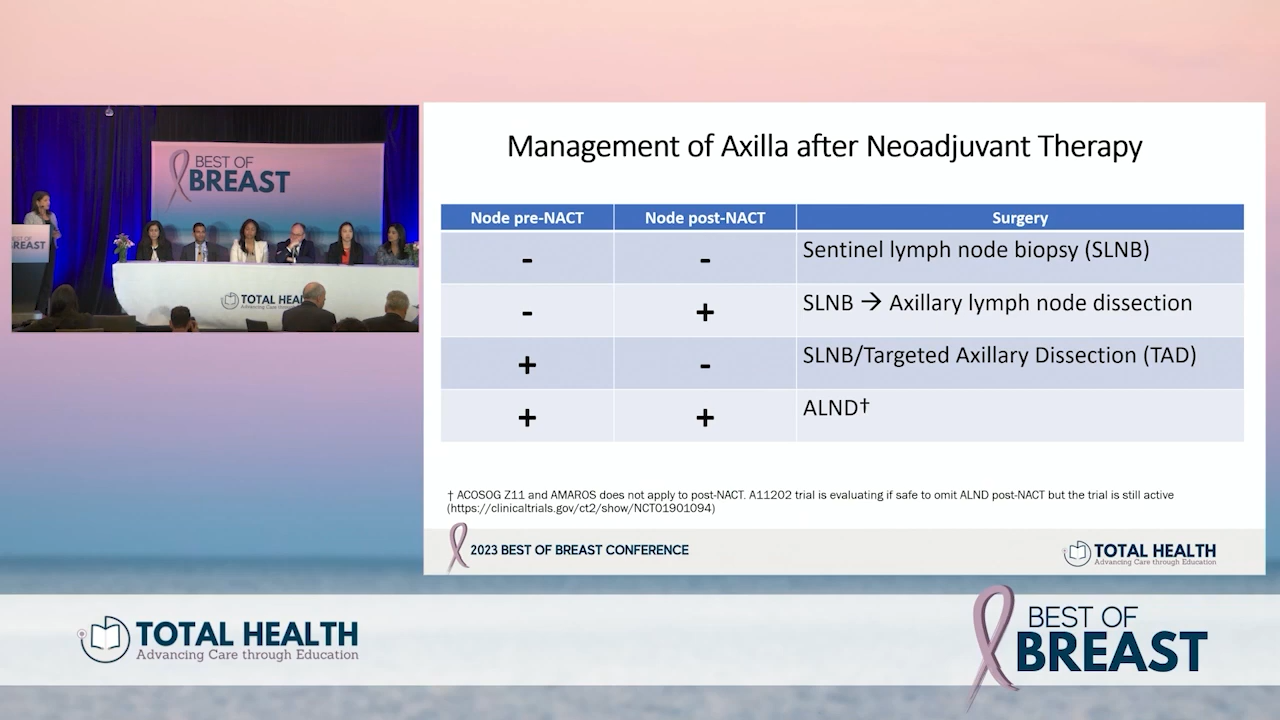 BEST OF
BREAST
BREAST
TOTAL HEAL
Advancing Care through
Management of Axilla after Neoadjuvant Therapy
Node pre-NACT Node post-NACT Surgery
- - Sentinel lymph node biopsy (SLNB)
- + SLNB → Axillary lymph node dissection
+ - SLNB/Targeted Axillary Dissection (TAD)
+ + ALND†
† ACOSOG Z11 and AMAROS does not apply to post-NACT. A11202 trial is evaluating if safe to omit ALND post-NACT but the trial is still active
(https://clinicaltrials.gov/ct2/show/NCT01901094)
2023 BEST OF BREAST CONFERENCE
TOTAL HEALTH
Advancing Care through Education
TOTAL HEALTH
Advancing Care through Education
BEST OF
BREAST